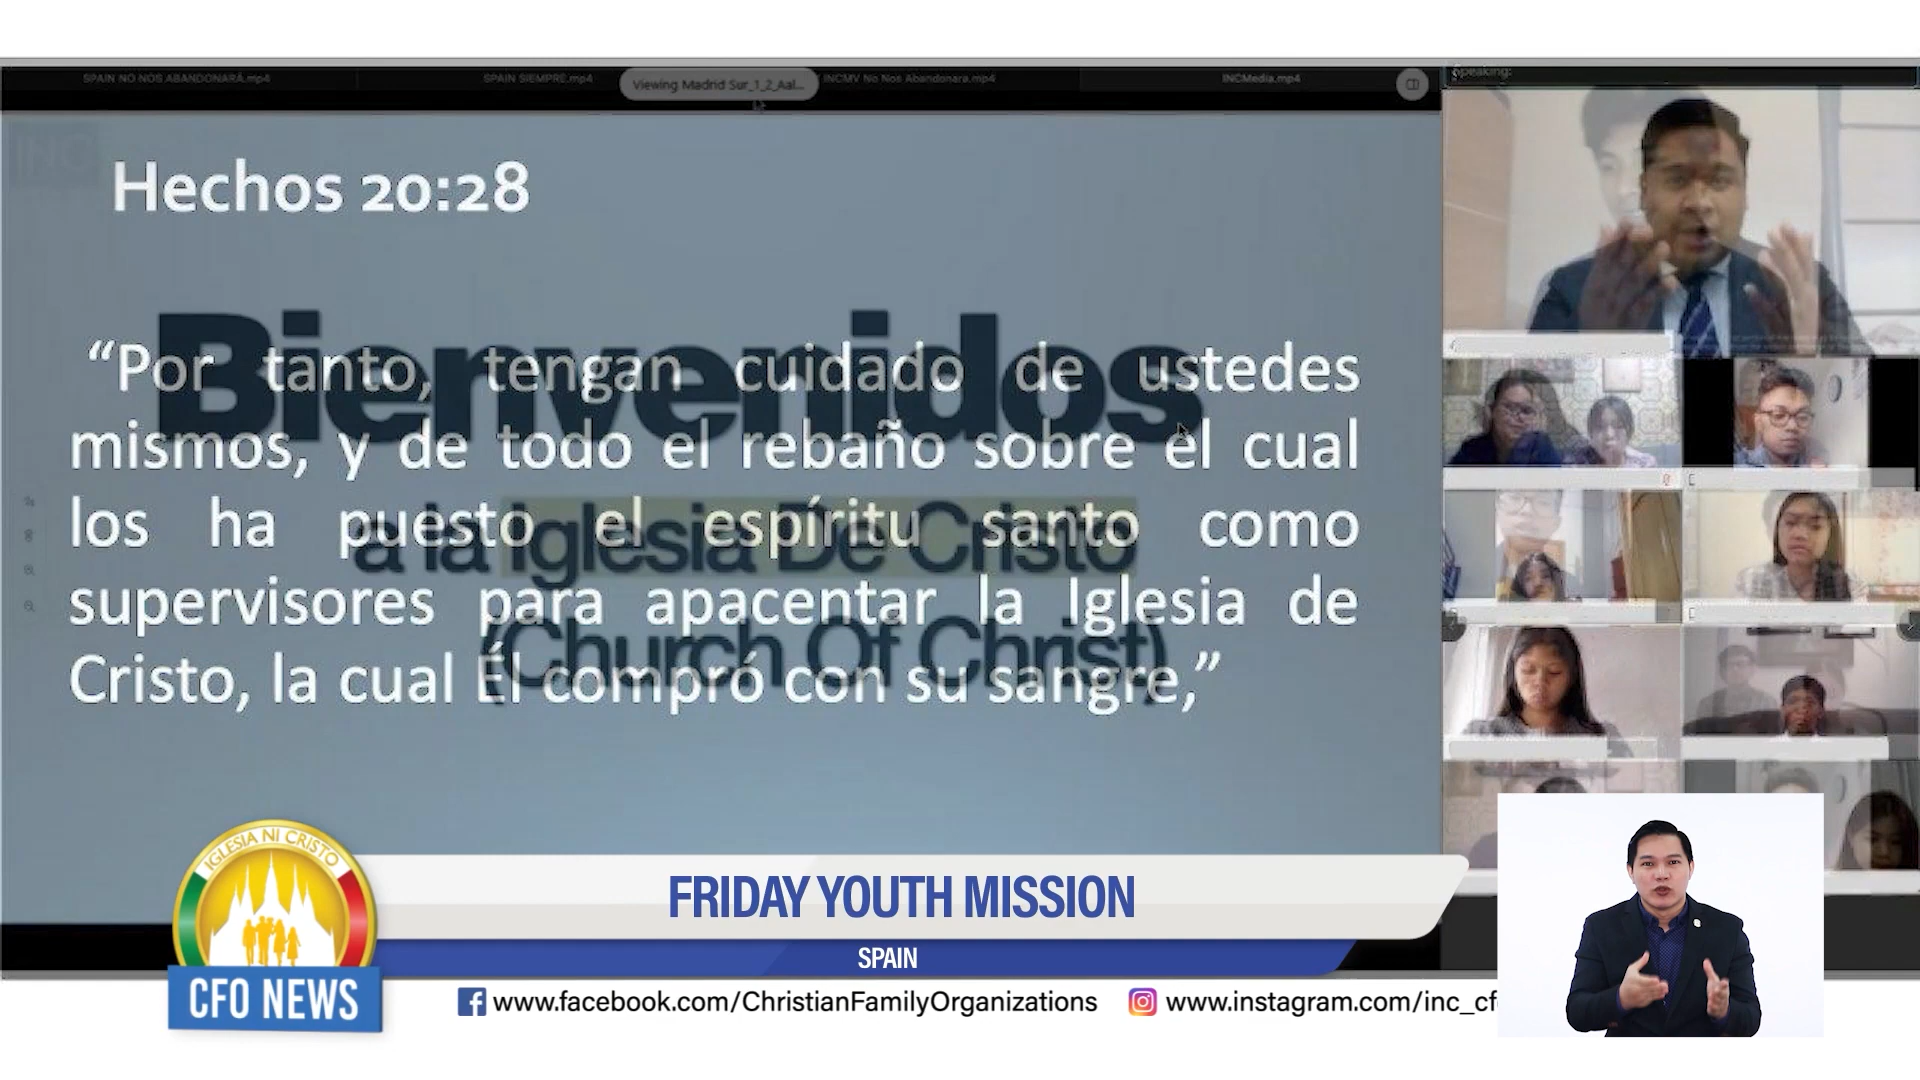 SPAIN NO NOS ABANDONARÁ.mp4
SPAIN SIEMPRE.mp4
Viewing Madrid Sur_1_2_Aal...
INCMV No Nos Abandonara.mp4
INCMedia.mp4
Speaking:
INC
Hechos 20:28
Bienvenidos
a la Iglesia De Cristo
(Church Of Christ)
“Por tanto, tengan cuidado de ustedes
mismos, y de todo el rebaño sobre el cual
los ha puesto el espíritu santo como
supervisores para apacentar la Iglesia de
Cristo, la cual Él compró con su sangre,”
IGLESIA NI CRISTO
CFO NEWS
FRIDAY YOUTH MISSION
SPAIN
www.facebook.com/ChristianFamilyOrganizations
www.instagram.com/inc_cf